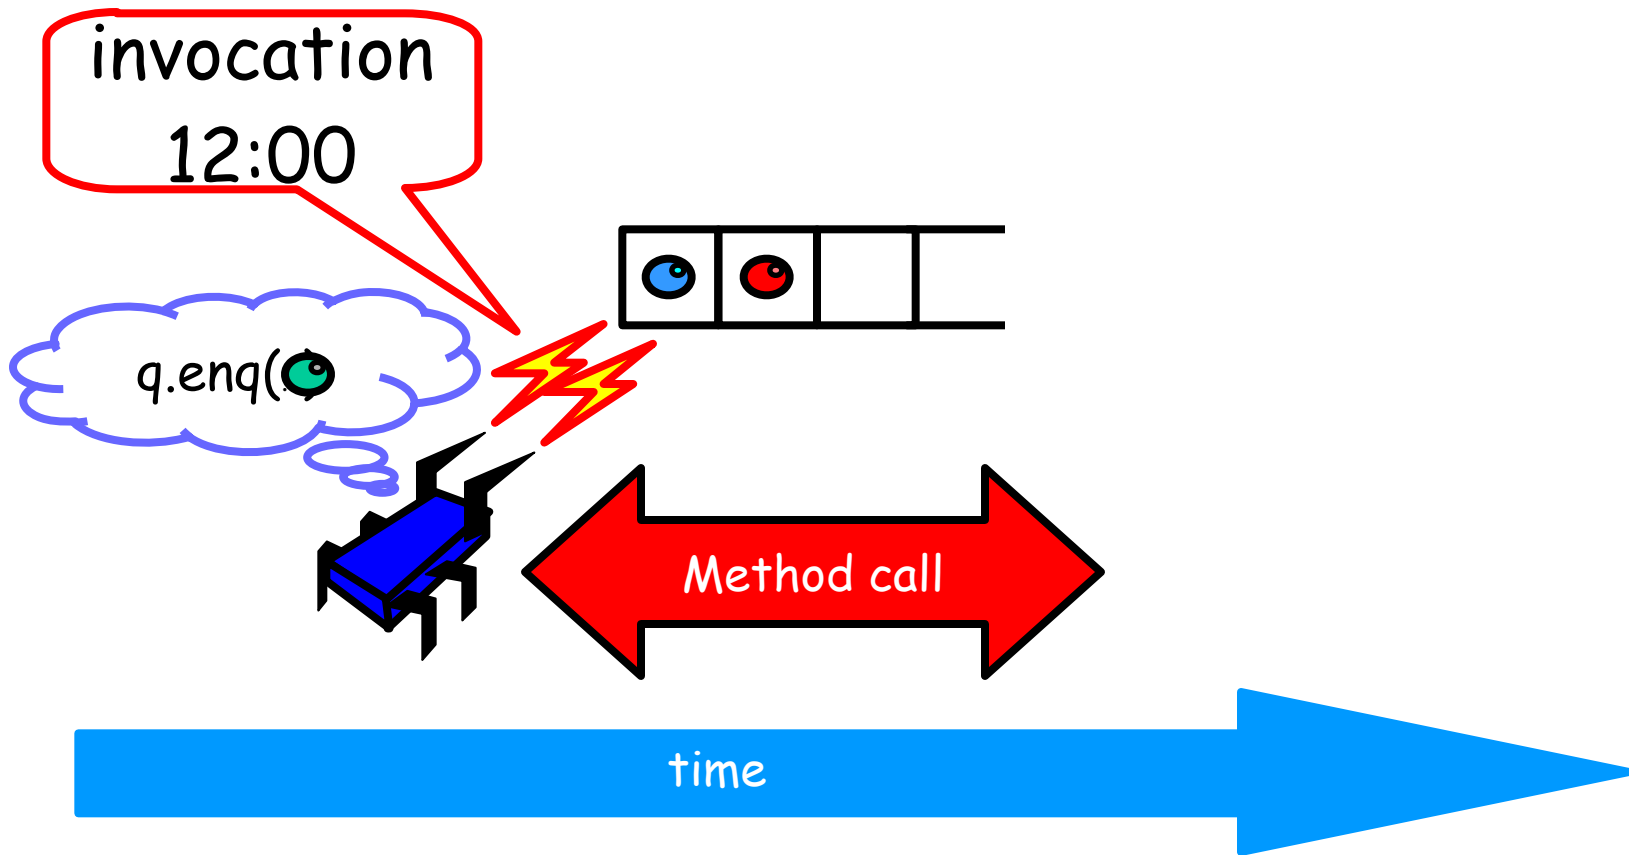 invocation
12:00
q.enq( )
Method call
time